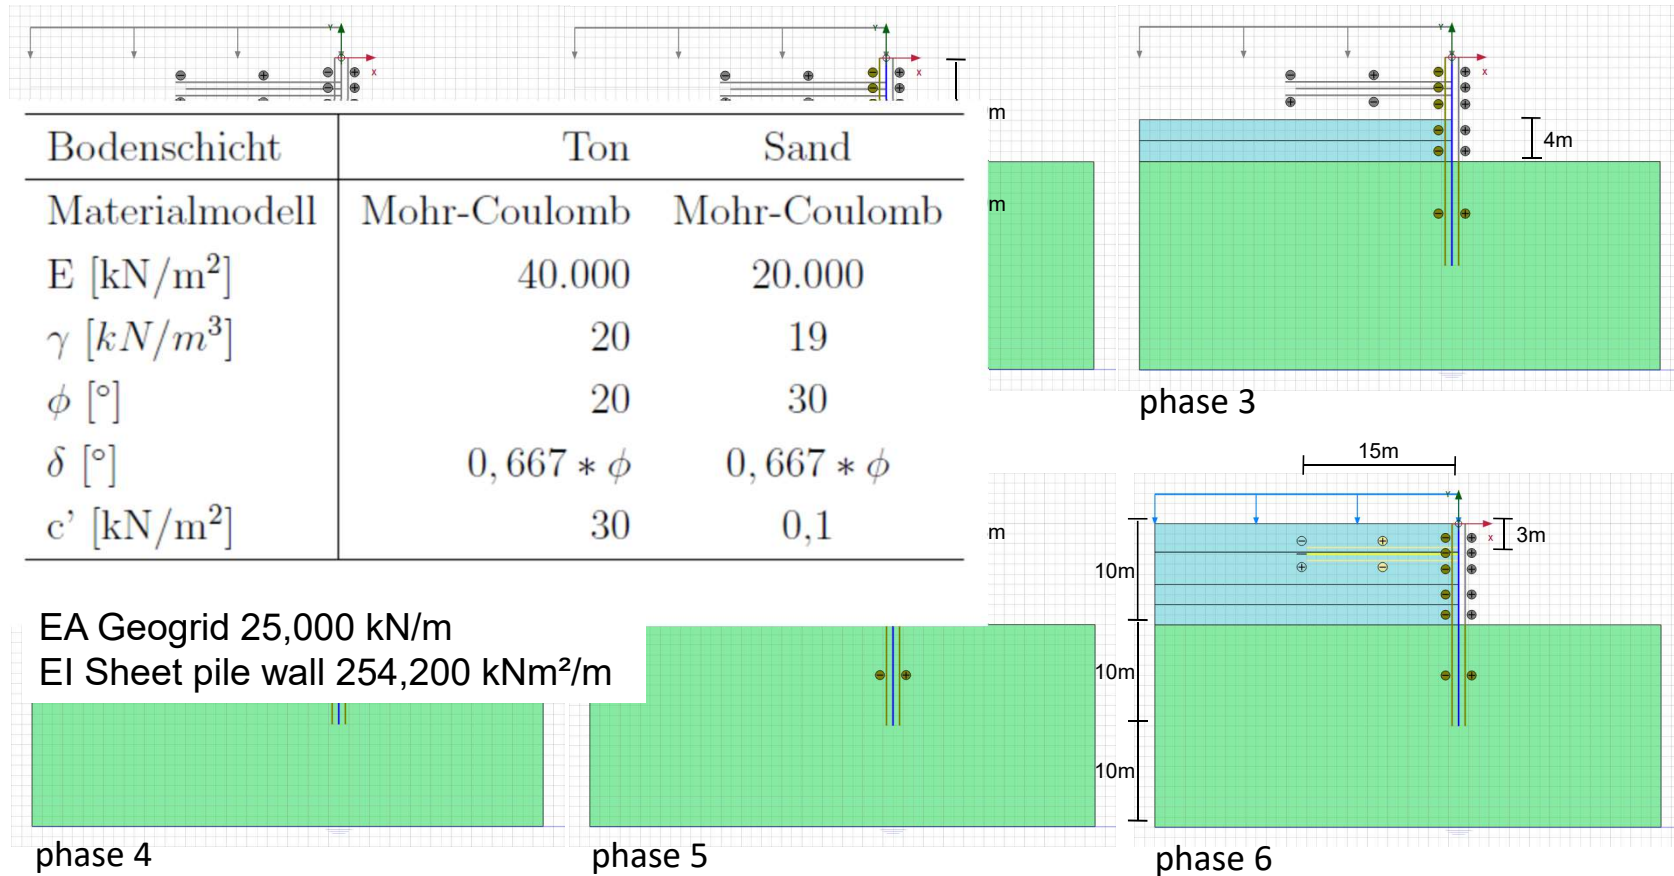 Y
x
Y
x
Y
x
m
m
4m
Bodenschicht Ton Sand
Materialmodell Mohr-Coulomb Mohr-Coulomb
E [kN/m²] 40.000 20.000
γ [kN/m³] 20 19
ϕ [°] 20 30
δ [°] 0,667 ∗ ϕ 0,667 ∗ ϕ
c’ [kN/m²] 30 0,1
phase 3
EA Geogrid 25,000 kN/m
EI Sheet pile wall 254,200 kNm²/m
m
15m
Y
x
3m
10m
10m
10m
phase 4
phase 5
phase 6